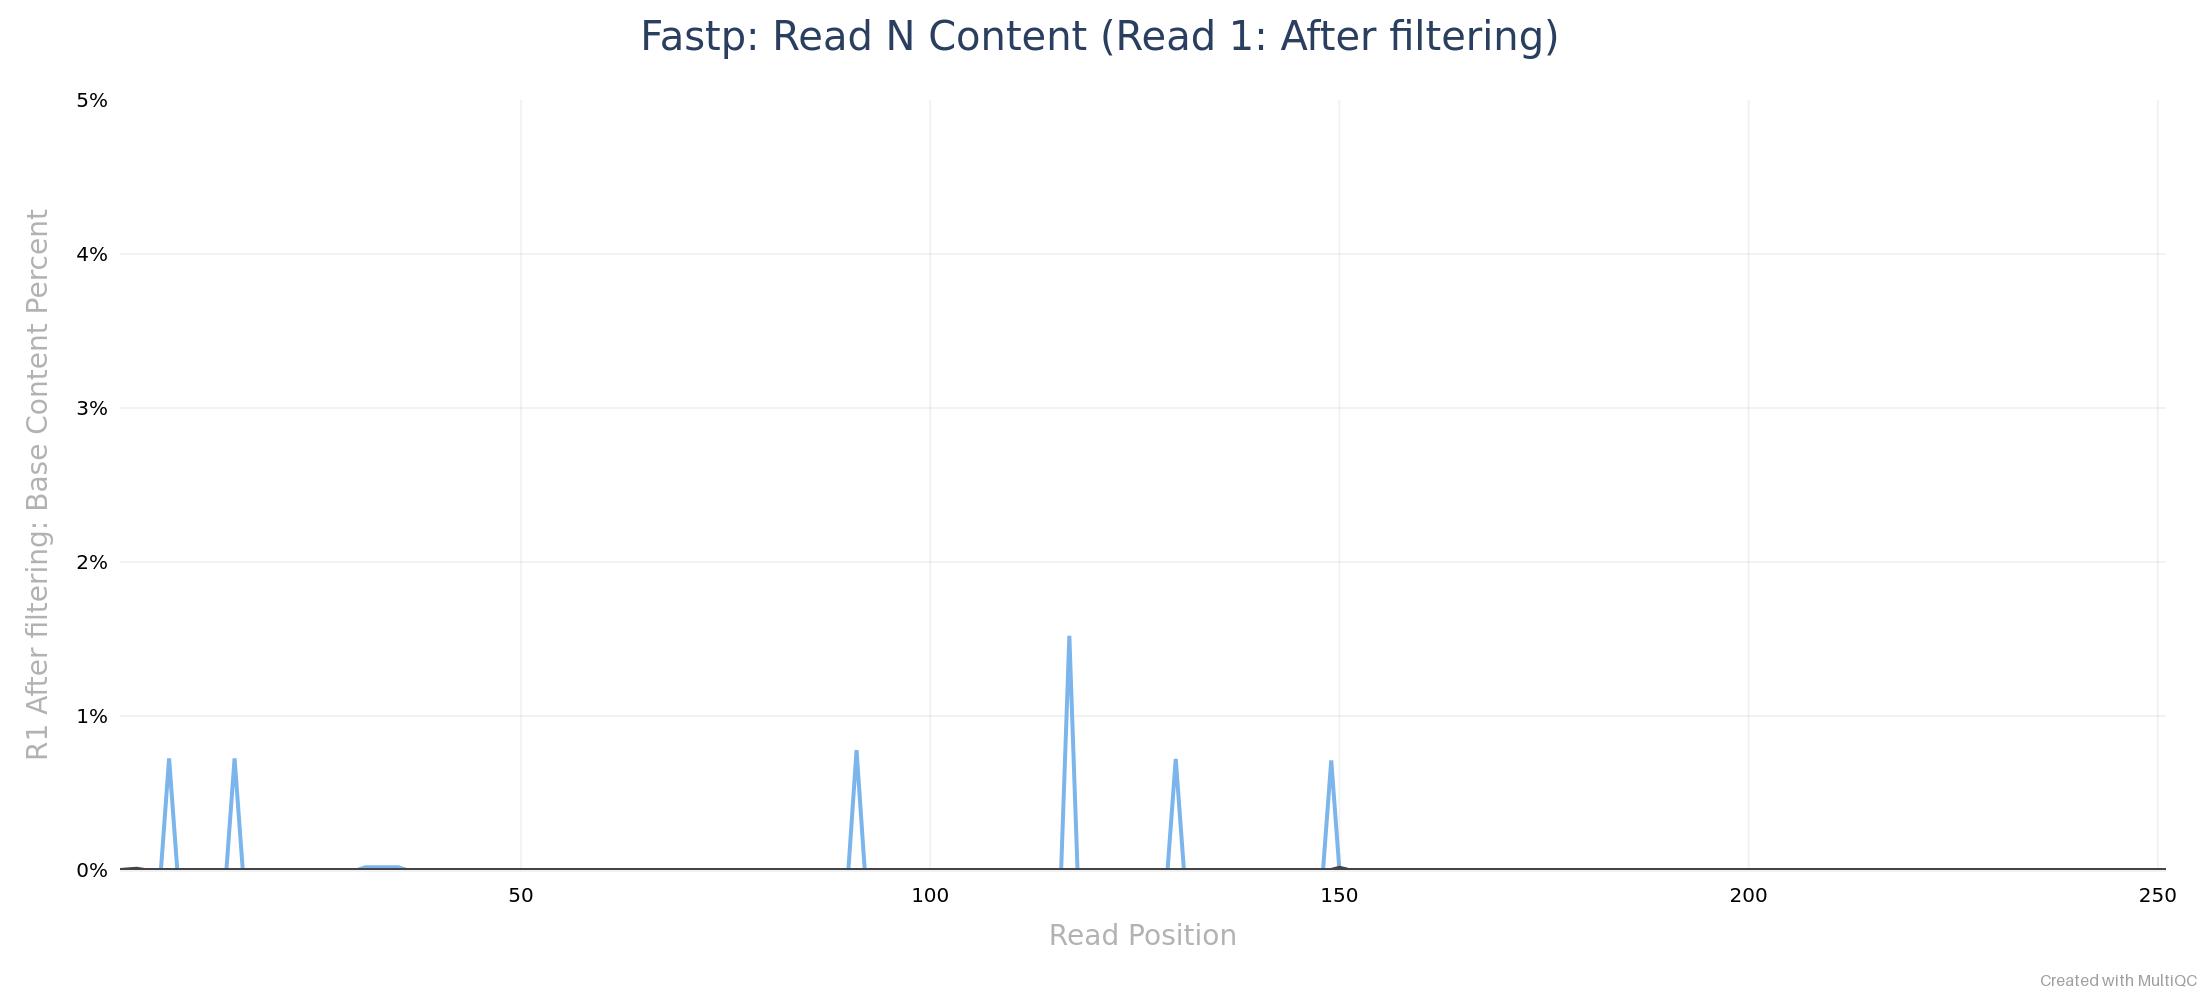 Fastp: Read N Content (Read 1: After filtering)
R1 After filtering: Base Content Percent
5%
4%
3%
2%
1%
0%
50
100
150
200
250
Read Position
Created with MultiQC